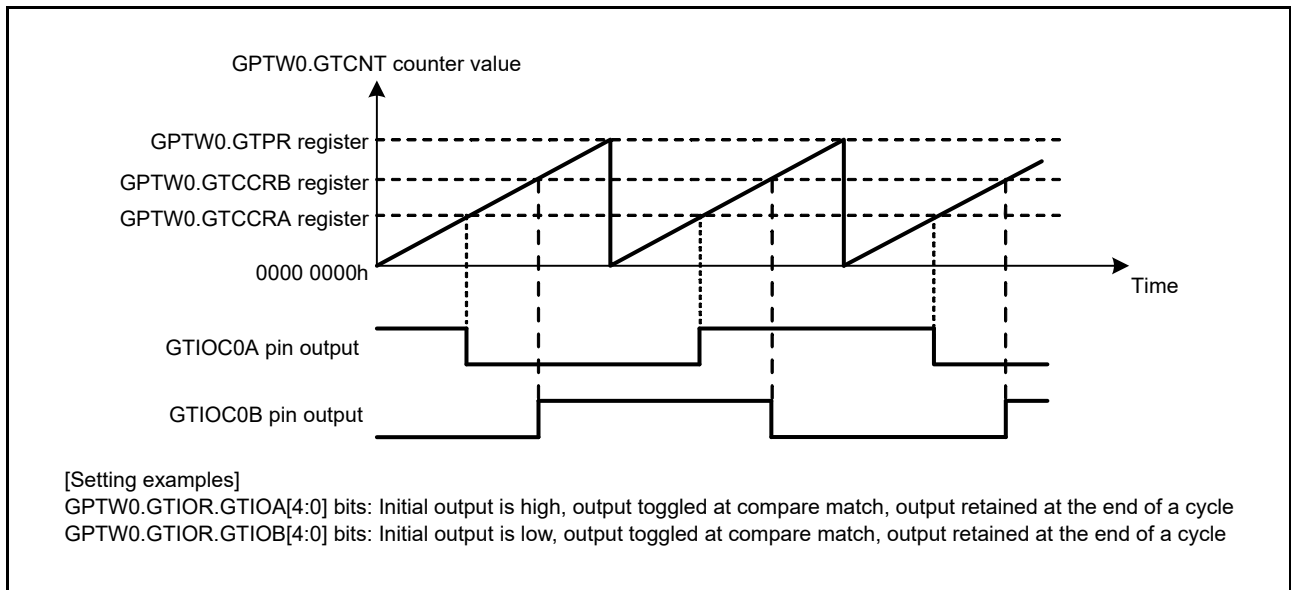 GPTW0.GTCNT counter value
GPTW0.GTPR register
GPTW0.GTCCRB register
GPTW0.GTCCRA register
0000 0000h
Time
GTIOC0A pin output
GTIOC0B pin output
[Setting examples]
GPTW0.GTIOR.GTIOA[4:0] bits: Initial output is high, output toggled at compare match, output retained at the end of a cycle
GPTW0.GTIOR.GTIOB[4:0] bits: Initial output is low, output toggled at compare match, output retained at the end of a cycle